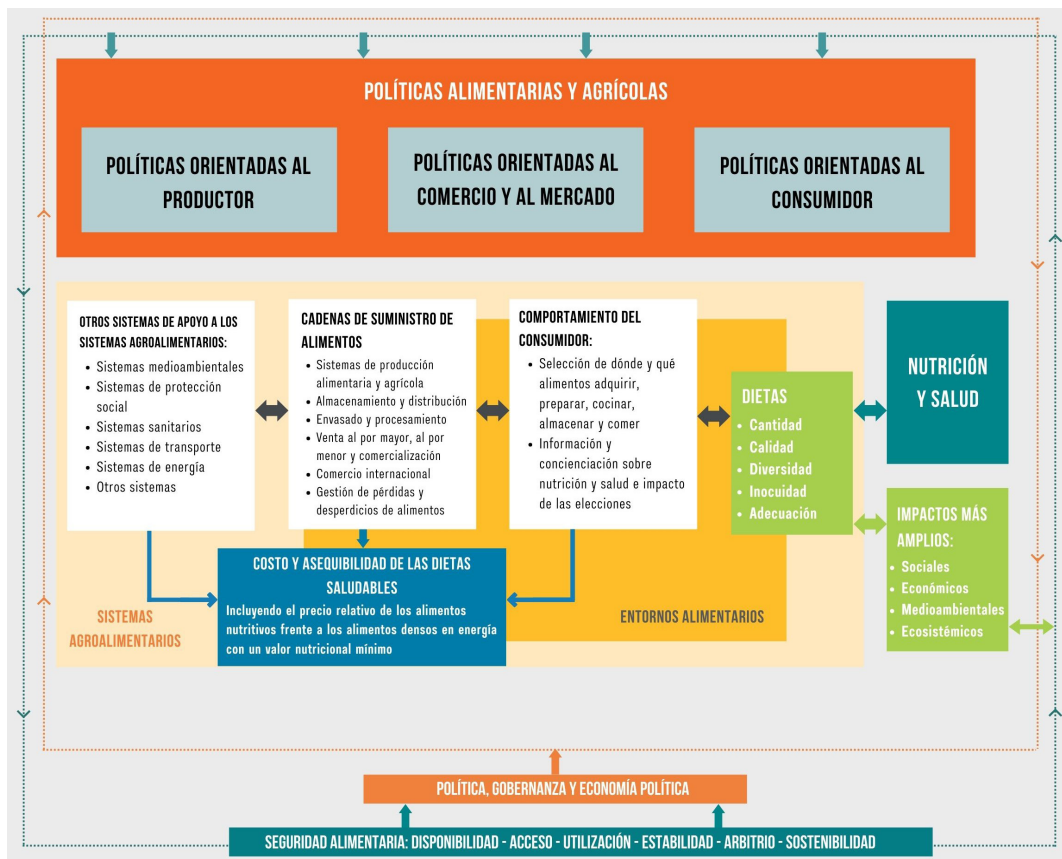 POLÍTICAS ALIMENTARIAS Y AGRÍCOLAS
POLÍTICAS ORIENTADAS AL
PRODUCTOR
POLÍTICAS ORIENTADAS AL
COMERCIO Y AL MERCADO
POLÍTICAS ORIENTADAS AL
CONSUMIDOR
OTROS SISTEMAS DE APOYO A LOS
SISTEMAS AGROALIMENTARIOS:
• Sistemas medioambientales
• Sistemas de protección
social
• Sistemas sanitarios
• Sistemas de transporte
• Sistemas de energía
• Otros sistemas
CADENAS DE SUMINISTRO DE
ALIMENTOS
• Sistemas de producción
alimentaria y agrícola
• Almacenamiento y distribución
• Envasado y procesamiento
• Venta al por mayor, al por
menor y comercialización
• Comercio internacional
• Gestión de pérdidas y
desperdicios de alimentos
COMPORTAMIENTO DEL
CONSUMIDOR:
• Selección de dónde y qué
alimentos adquirir,
preparar, cocinar,
almacenar y comer
• Información y
concienciación sobre
nutrición y salud e impacto
de las elecciones
DIETAS
• Cantidad
• Calidad
• Diversidad
• Inocuidad
• Adecuación
NUTRICIÓN
Y SALUD
IMPACTOS MÁS
AMPLIOS:
• Sociales
• Económicos
• Medioambientales
• Ecosistémicos
COSTO Y ASEQUIBILIDAD DE LAS DIETAS
SALUDABLES
Incluyendo el precio relativo de los alimentos
nutritivos frente a los alimentos densos en energía
con un valor nutricional mínimo
SISTEMAS
AGROALIMENTARIOS
ENTORNOS ALIMENTARIOS
POLÍTICA, GOBERNANZA Y ECONOMÍA POLÍTICA
SEGURIDAD ALIMENTARIA: DISPONIBILIDAD - ACCESO - UTILIZACIÓN - ESTABILIDAD - ARBITRIO - SOSTENIBILIDAD